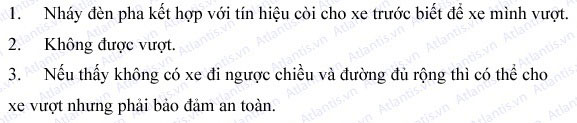 1. Nháy đèn pha kết hợp với tín hiệu còi cho xe trước biết để xe mình vượt.
2. Không được vượt.
3. Nếu thấy không có xe đi ngược chiều và đường đủ rộng thì có thể cho
xe vượt nhưng phải bảo đảm an toàn.